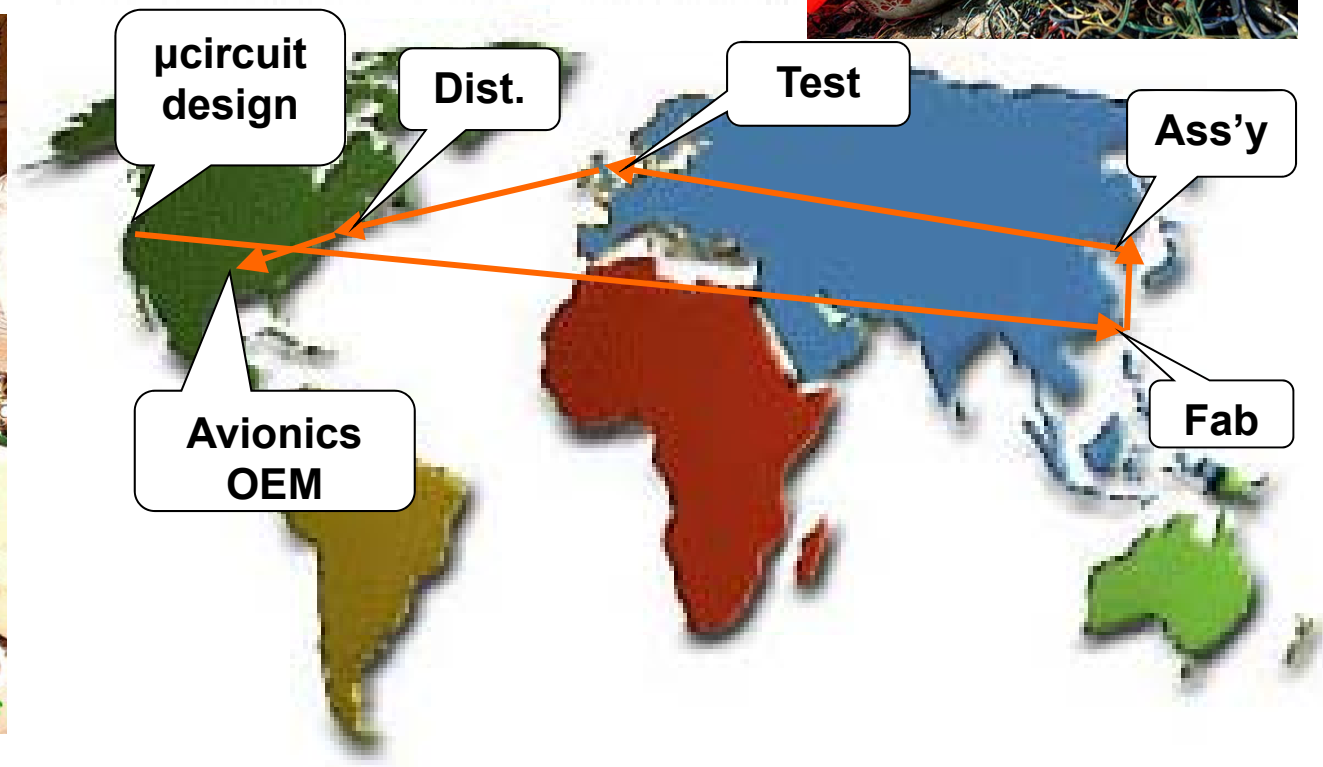 µcircuit
design
Dist.
Test
Ass’y
Fab
Avionics
OEM